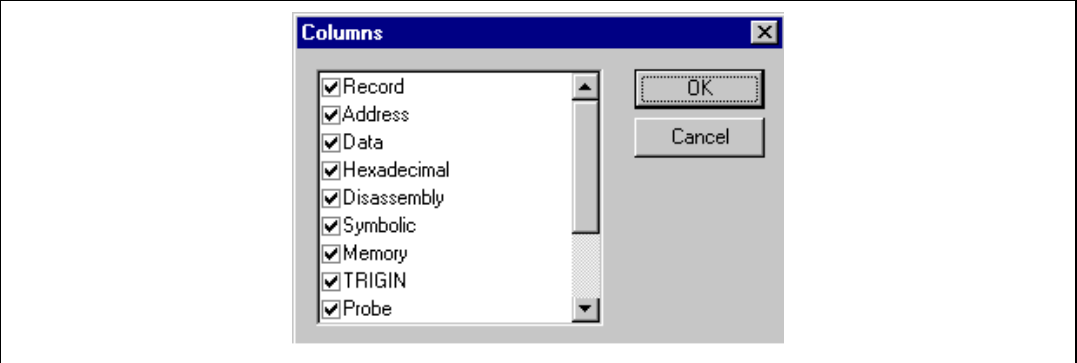 Columns
Record
Address
Data
Hexadecimal
Disassembly
Symbolic
Memory
TRIGIN
Probe
OK
Cancel